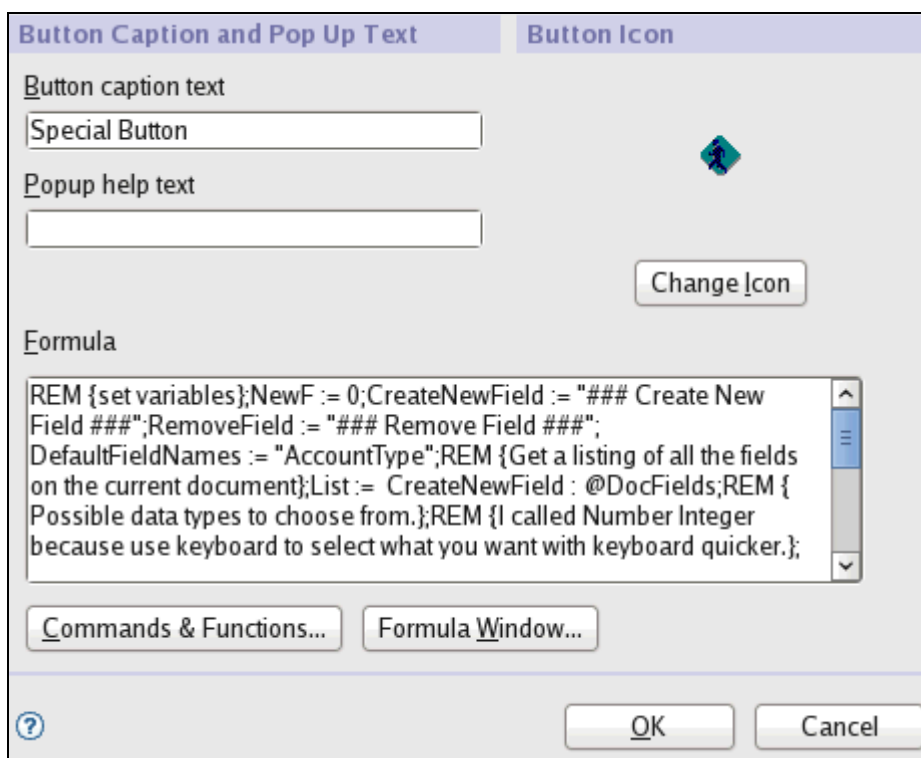 Button Caption and Pop Up Text
Button Icon
Button caption text
Special Button
Popup help text
Change Icon
Formula
REM {set variables};NewF := 0;CreateNewField := "### Create New
Field ###";RemoveField := "### Remove Field ###";
DefaultFieldNames := "AccountType";REM {Get a listing of all the fields
on the current document};List := CreateNewField : @DocFields;REM {
Possible data types to choose from.};REM {I called Number Integer
because use keyboard to select what you want with keyboard quicker.};
Commands & Functions...
Formula Window...
?
OK
Cancel